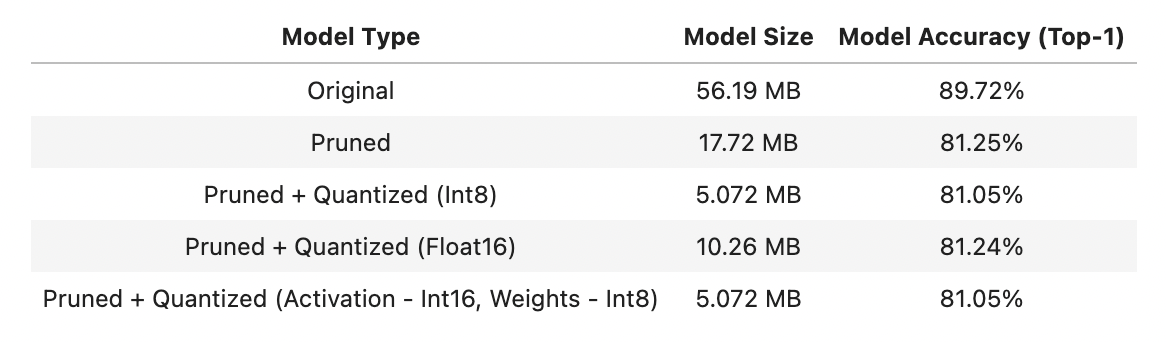 Model Type Model Size Model Accuracy (Top-1)
Original 56.19 MB 89.72%
Pruned 17.72 MB 81.25%
Pruned + Quantized (Int8) 5.072 MB 81.05%
Pruned + Quantized (Float16) 10.26 MB 81.24%
Pruned + Quantized (Activation - Int16, Weights - Int8) 5.072 MB 81.05%